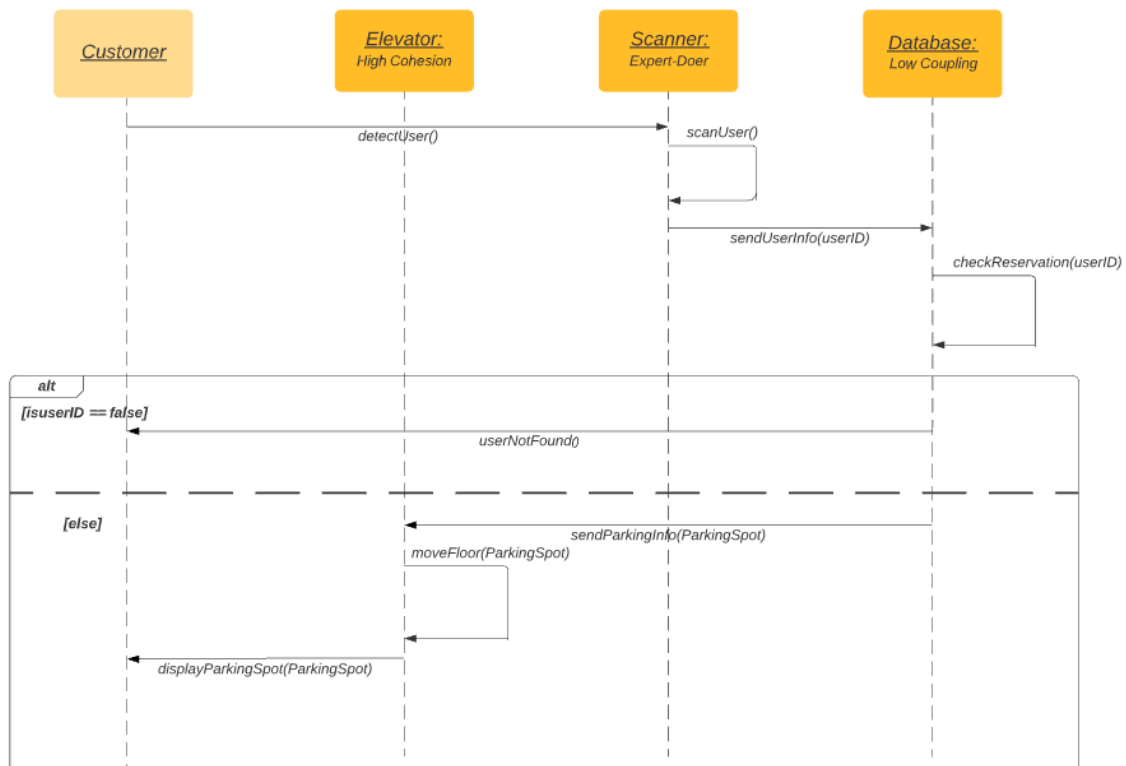 Customer
Elevator:
High Cohesion
Scanner:
Expert-Doer
Database:
Low Coupling
detectUser()
scanUser()
sendUserInfo(userID)
checkReservation(userID)
alt
[isuserID == false]
userNotFound()
[else]
sendParkingInfo(ParkingSpot)
moveFloor(ParkingSpot)
displayParkingSpot(ParkingSpot)